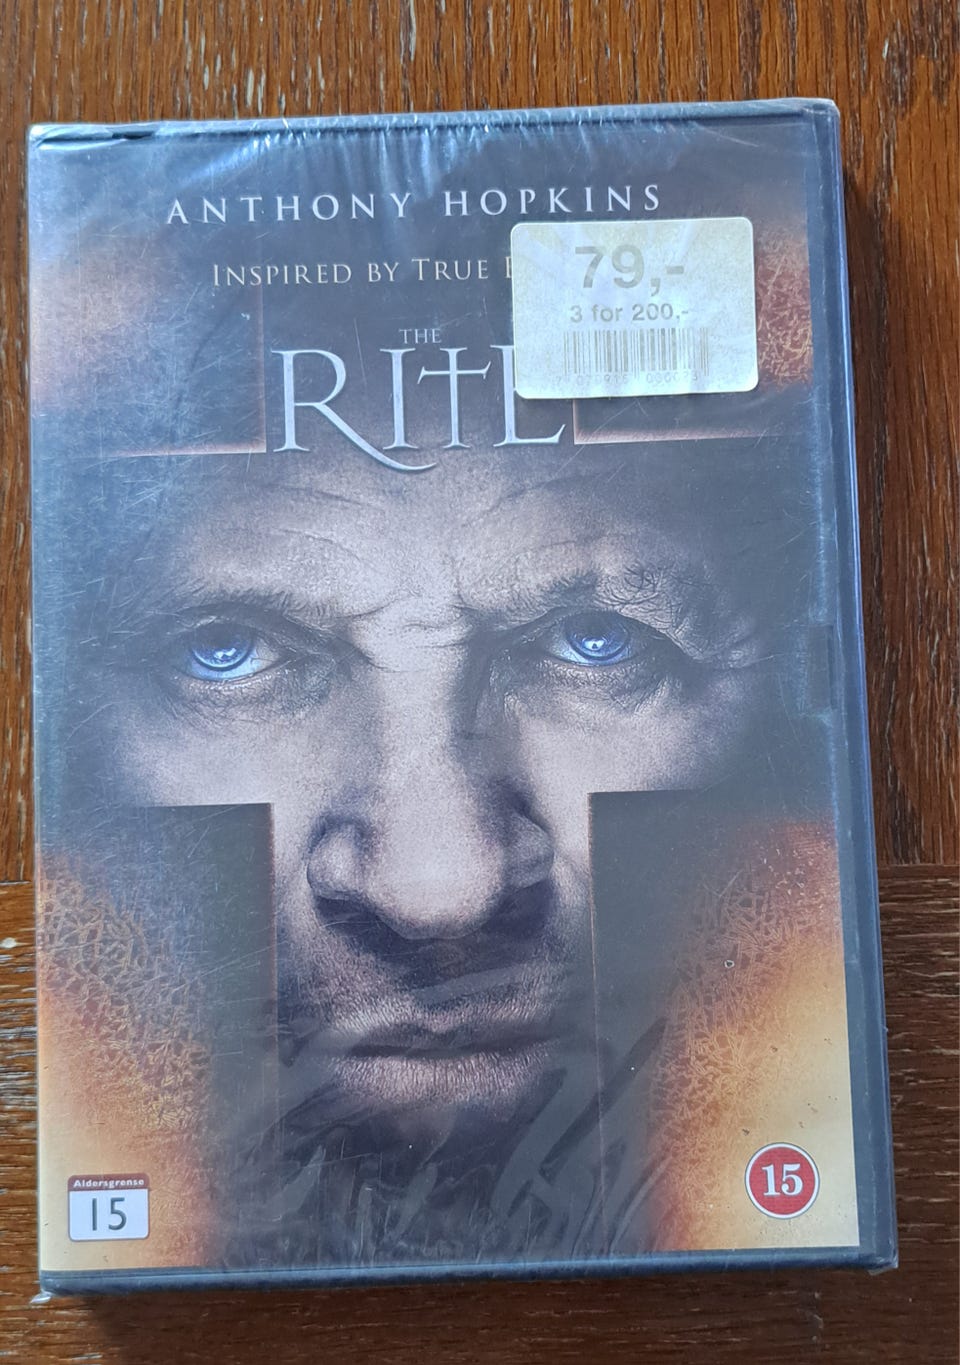 ANTHONY HOPKINS
INSPIRED BY TRUE
79,-
3 for 200,-
THE
RITE
Aldersgrense
15
15